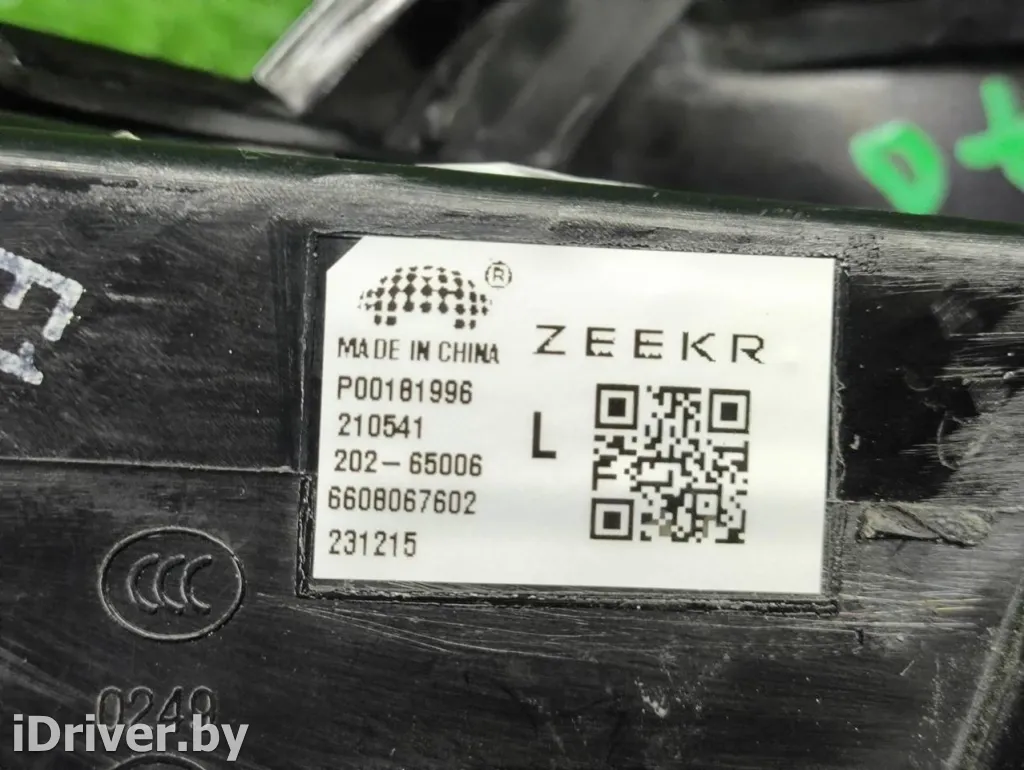 ®
MADE IN CHINA
ZEEKR
P00181996
210541
L
202-65006
6608067602
231215
CCC
0249
iDriver.by